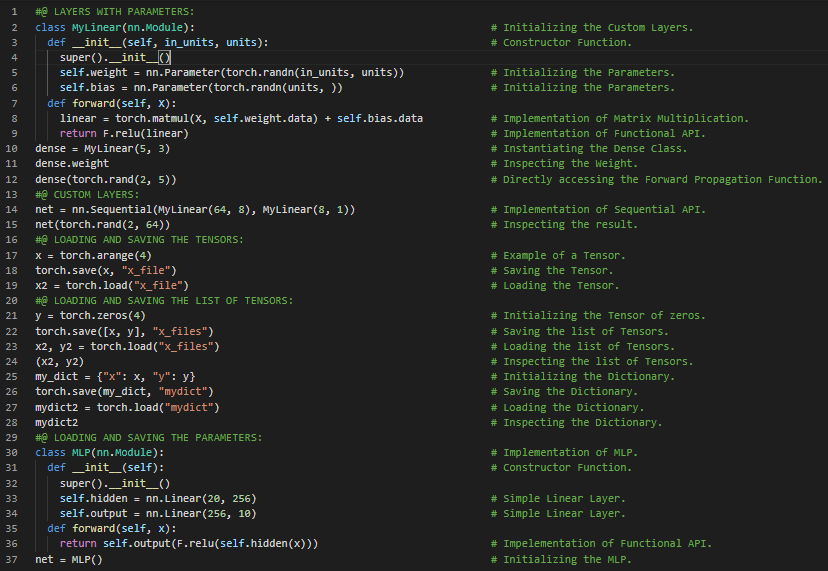 1 #@ LAYERS WITH PARAMETERS:
2 class MyLinear(nn.Module): # Initializing the Custom Layers.
3 def __init__(self, in_units, units): # Constructor Function.
4 super().__init__()
5 self.weight = nn.Parameter(torch.randn(in_units, units)) # Initializing the Parameters.
6 self.bias = nn.Parameter(torch.randn(units, )) # Initializing the Parameters.
7 def forward(self, X):
8 linear = torch.matmul(X, self.weight.data) + self.bias.data # Implementation of Matrix Multiplication.
9 return F.relu(linear) # Implementation of Functional API.
10 dense = MyLinear(5, 3) # Instantiating the Dense Class.
11 dense.weight # Inspecting the Weight.
12 dense(torch.rand(2, 5)) # Directly accessing the Forward Propagation Function.
13 #@ CUSTOM LAYERS:
14 net = nn.Sequential(MyLinear(64, 8), MyLinear(8, 1)) # Implementation of Sequential API.
15 net(torch.rand(2, 64)) # Inspecting the result.
16 #@ LOADING AND SAVING THE TENSORS:
17 x = torch.arange(4) # Example of a Tensor.
18 torch.save(x, "x_file") # Saving the Tensor.
19 x2 = torch.load("x_file") # Loading the Tensor.
20 #@ LOADING AND SAVING THE LIST OF TENSORS:
21 y = torch.zeros(4) # Initializing the Tensor of zeros.
22 torch.save([x, y], "x_files") # Saving the list of Tensors.
23 x2, y2 = torch.load("x_files") # Loading the list of Tensors.
24 (x2, y2) # Inspecting the list of Tensors.
25 my_dict = {"x": x, "y": y} # Initializing the Dictionary.
26 torch.save(my_dict, "mydict") # Saving the Dictionary.
27 mydict2 = torch.load("mydict") # Loading the Dictionary.
28 mydict2 # Inspecting the Dictionary.
29 #@ LOADING AND SAVING THE PARAMETERS:
30 class MLP(nn.Module): # Implementation of MLP.
31 def __init__(self): # Constructor Function.
32 super().__init__()
33 self.hidden = nn.Linear(20, 256) # Simple Linear Layer.
34 self.output = nn.Linear(256, 10) # Simple Linear Layer.
35 def forward(self, x):
36 return self.output(F.relu(self.hidden(x))) # Impelementation of Functional API.
37 net = MLP() # Initializing the MLP.